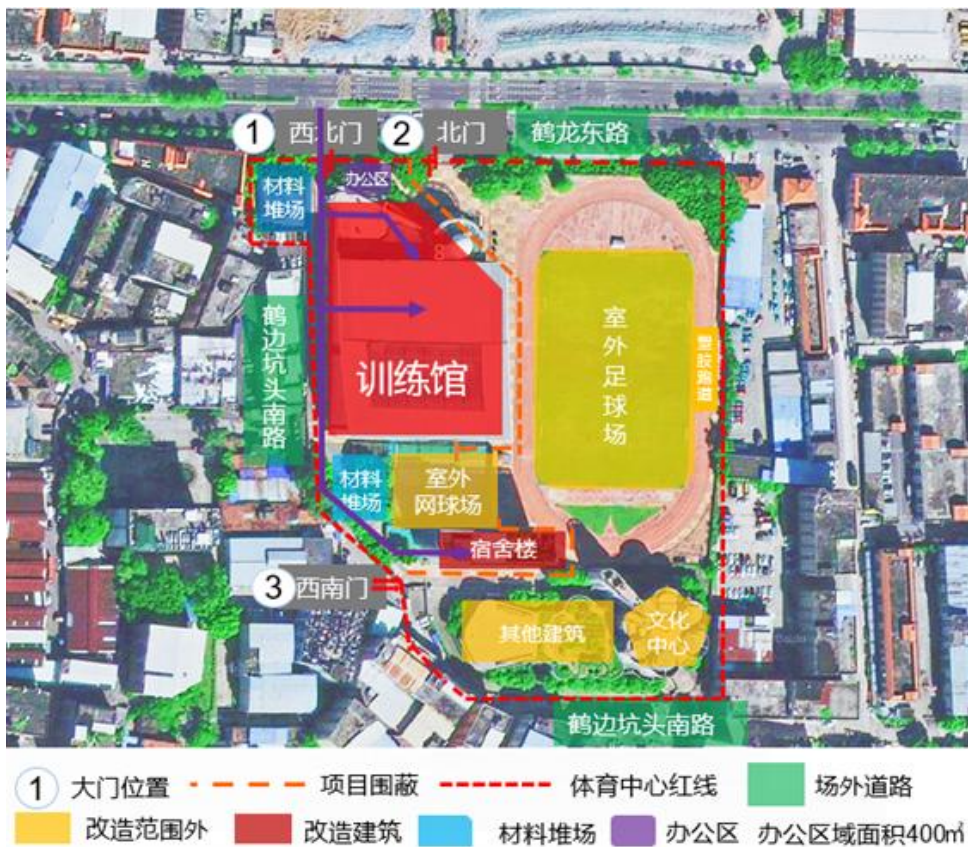 ① 西北门
② 北门
鹤龙东路
材料
堆场
办公区
鹤边坑头南路
训练馆
室外足球场
塑胶跑道
材料
堆场
室外
网球场
宿舍楼
③ 西南门
其他建筑
文化
中心
鹤边坑头南路
① 大门位置
项目围蔽
体育中心红线
场外道路
改造范围外
改造建筑
材料堆场
办公区
办公区域面积400㎡